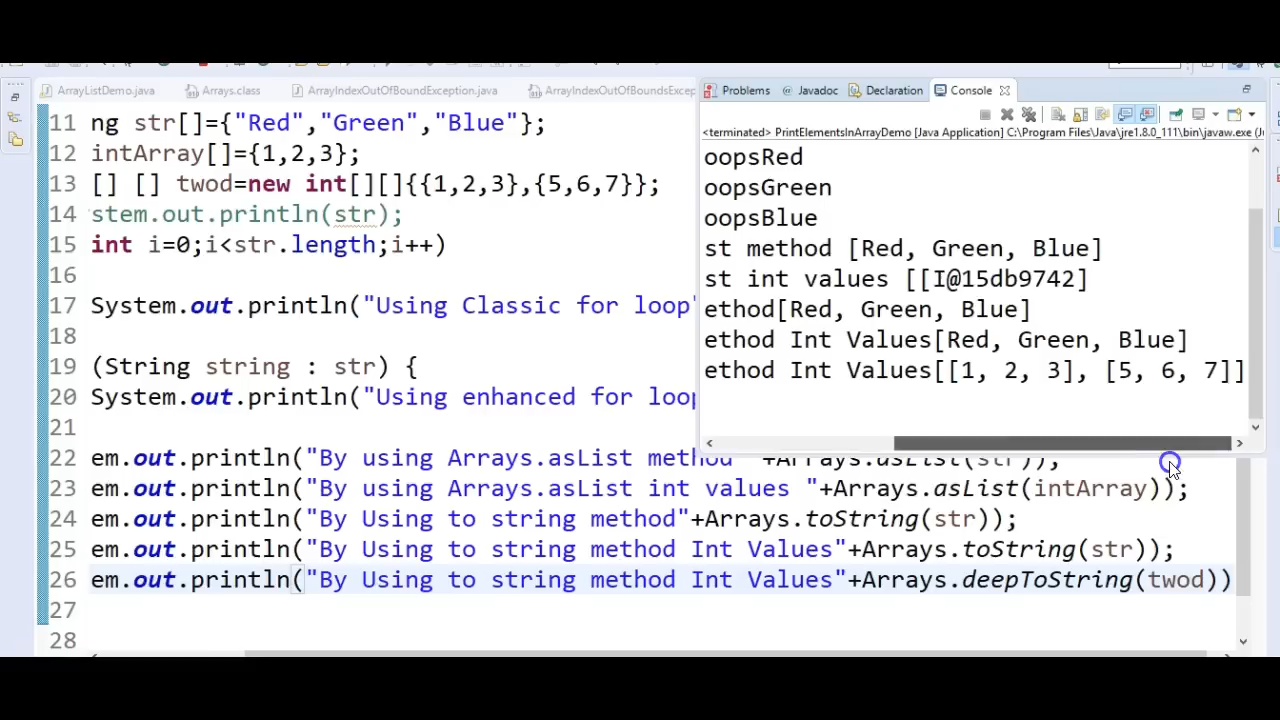 ArrayListDemo.java Arrays.class ArrayIndexOutOfBoundException.java ArrayIndexOutOfBoundsExcep
Problems @ Javadoc Declaration Console
<terminated> PrintElementsInArrayDemo [Java Application] C:\Program Files\Java\jre1.8.0_111\bin\javaw.exe (J
oopsRed
oopsGreen
oopsBlue
st method [Red, Green, Blue]
st int values [[I@15db9742]
ethod[Red, Green, Blue]
ethod Int Values[Red, Green, Blue]
ethod Int Values[[1, 2, 3], [5, 6, 7]]
11 ng str[]={"Red","Green","Blue"};
12 intArray[]={1,2,3};
13 [] [] twod=new int[][]{{1,2,3},{5,6,7}};
14 stem.out.println(str);
15 int i=0;i<str.length;i++)
16
17 System.out.println("Using Classic for loop"
18
19 (String string : str) {
20 System.out.println("Using enhanced for loop
21
22 em.out.println("By using Arrays.asList method "+Arrays.asList(str));
23 em.out.println("By using Arrays.asList int values "+Arrays.asList(intArray));
24 em.out.println("By Using to string method"+Arrays.toString(str));
25 em.out.println("By Using to string method Int Values"+Arrays.toString(str));
26 em.out.println("By Using to string method Int Values"+Arrays.deepToString(twod))
27
28